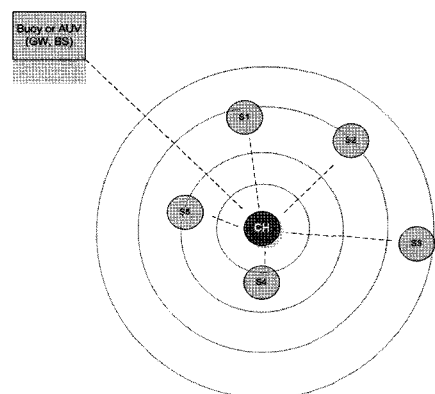 Buoy or AUV
(GW, BS)
S1
S2
S5
CH
S3
S4